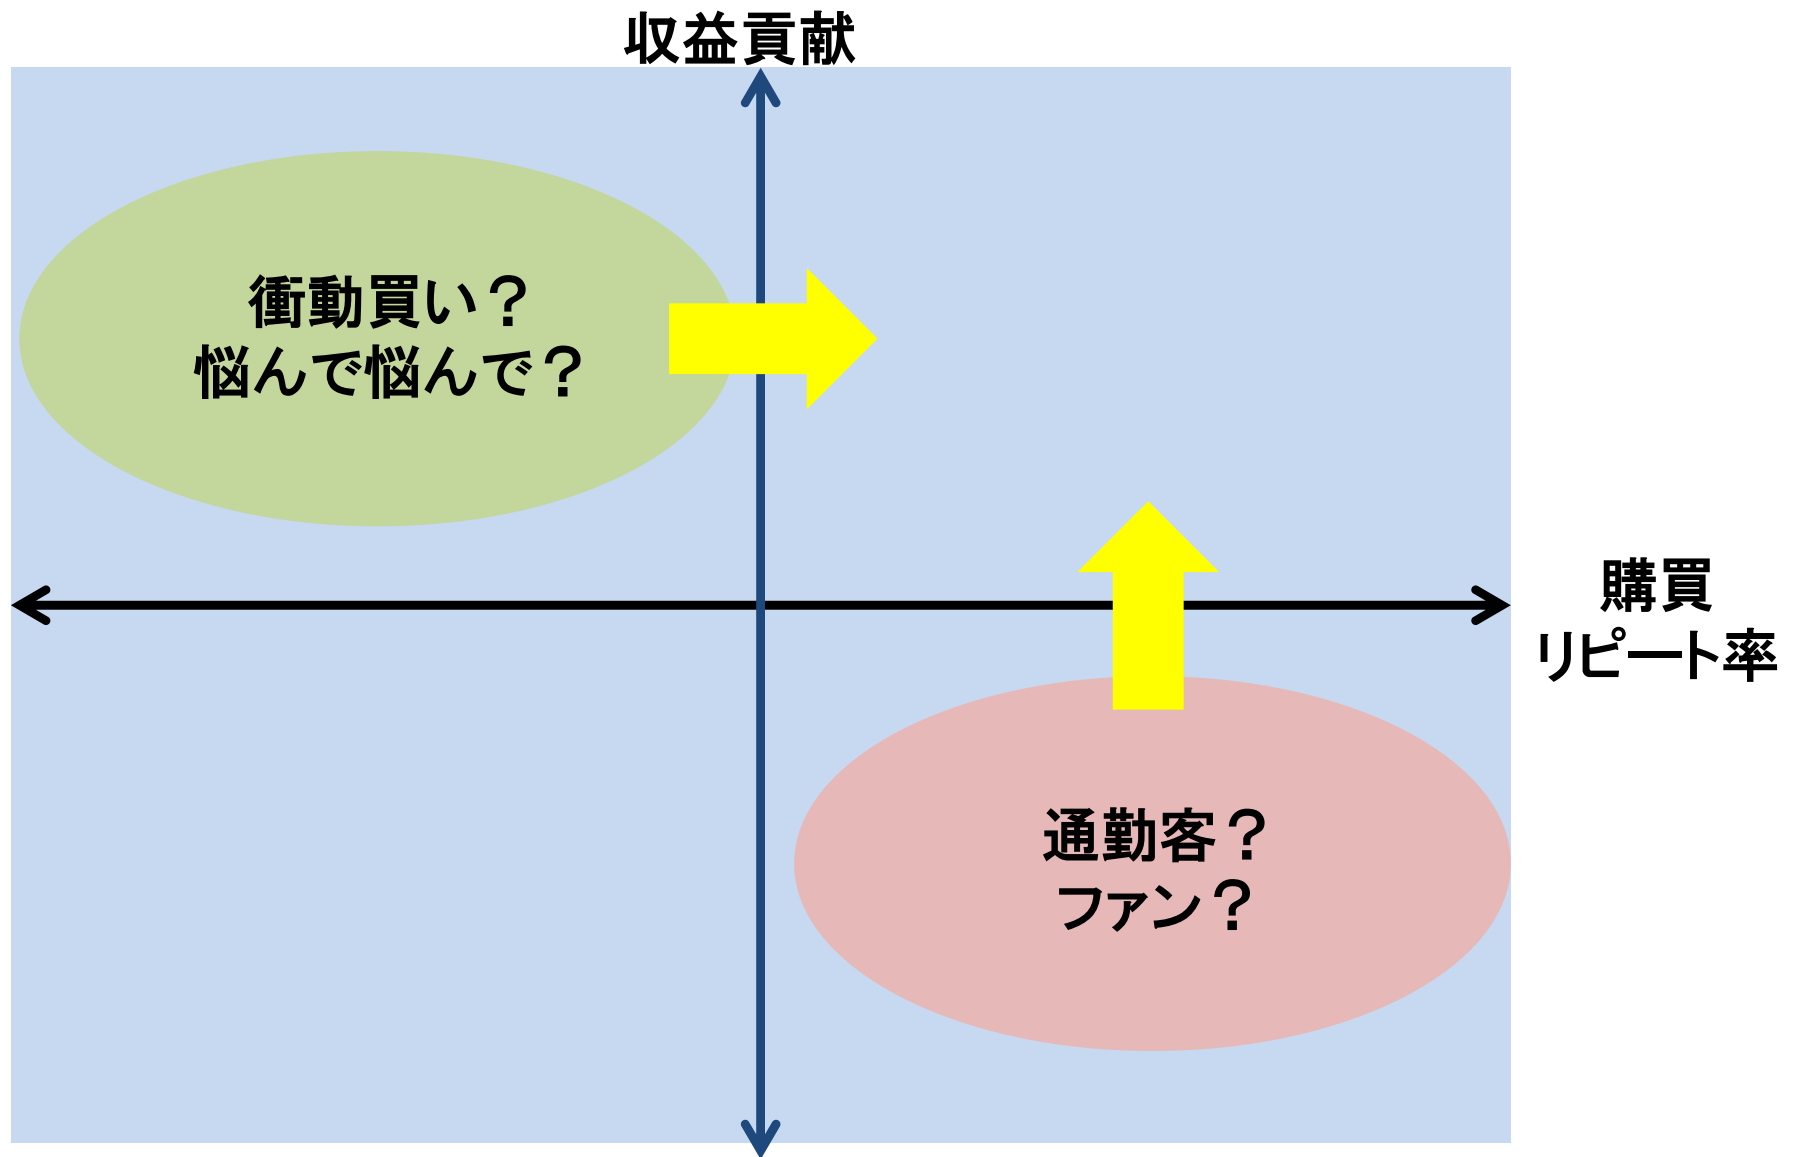 収益貢献
衝動買い？
悩んで悩んで？
購買
リピート率
通勤客？
ファン？